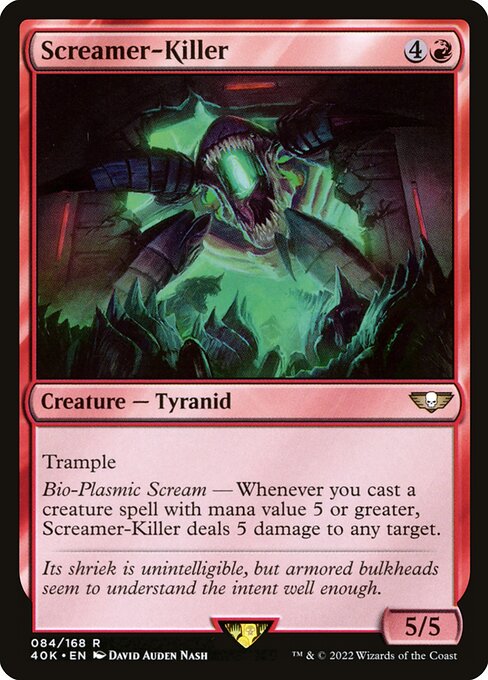 Screamer-Killer 4
Creature — Tyranid
Trample
Bio-Plasmic Scream — Whenever you cast a
creature spell with mana value 5 or greater,
Screamer-Killer deals 5 damage to any target.
Its shriek is unintelligible, but armored bulkheads
seem to understand the intent well enough.
5/5
084/168 R
40K • EN DAVID AUDEN NASH
™ & © 2022 Wizards of the Coast